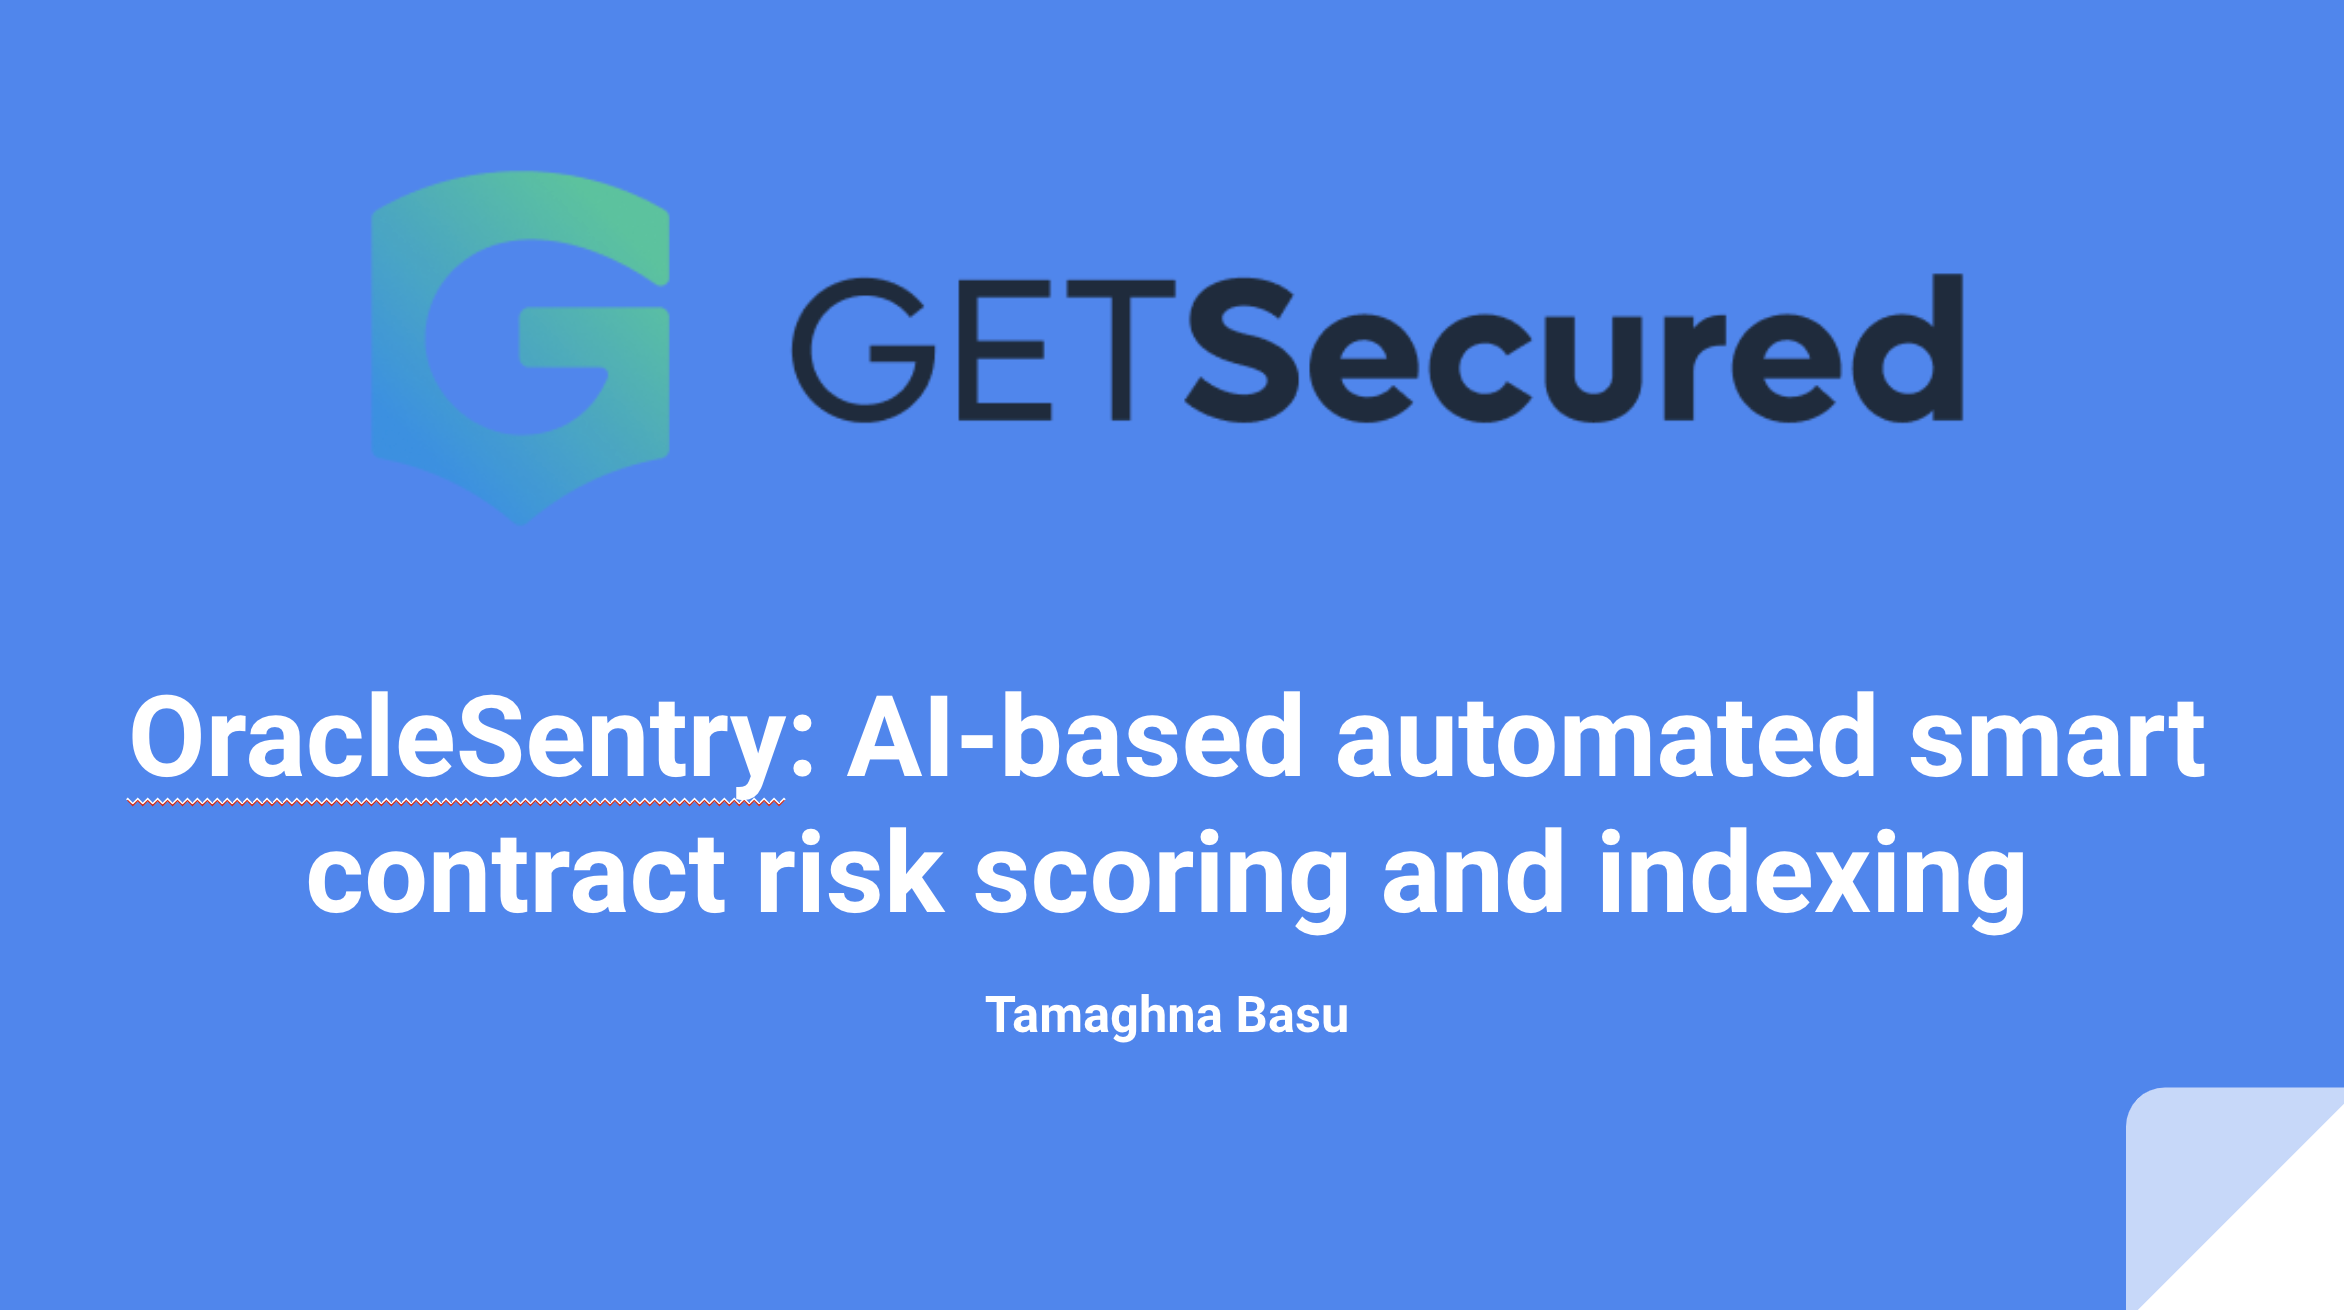 GETSecured
OracleSentry: AI-based automated smart
contract risk scoring and indexing
Tamaghna Basu